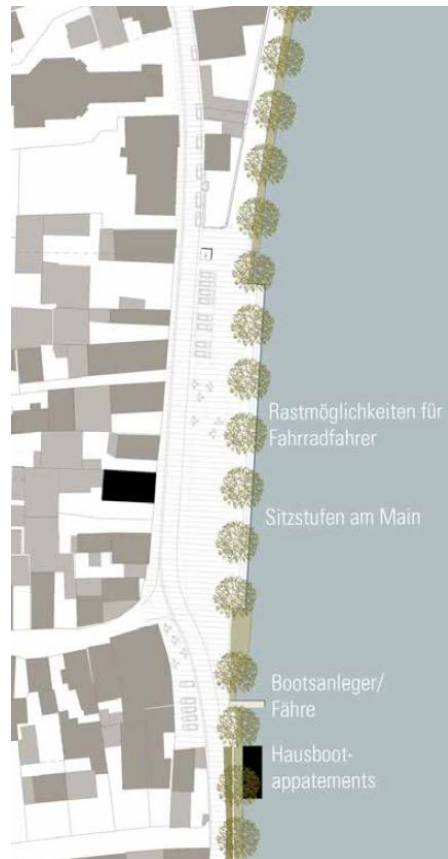 Rastmöglichkeiten für
Fahrradfahrer
Sitzstufen am Main
Bootsanleger/
Fähre
Hausboot-
appatements